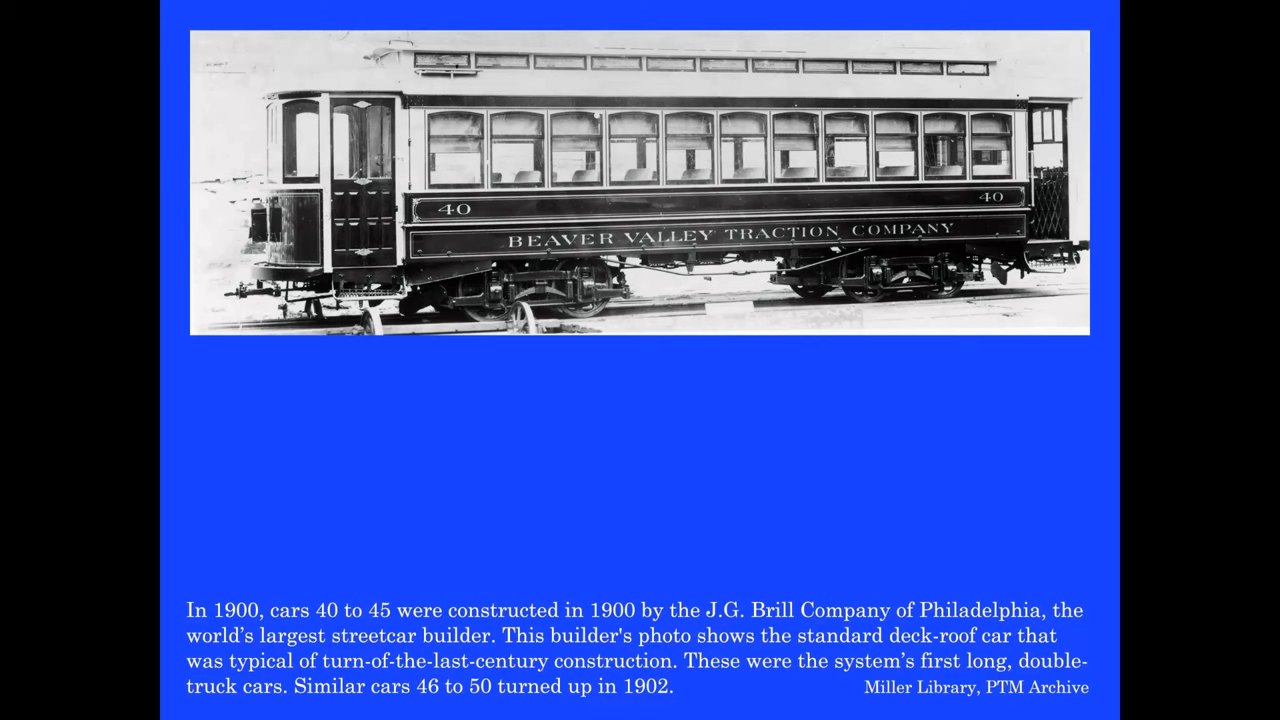 40
40
BEAVER VALLEY TRACTION COMPANY
In 1900, cars 40 to 45 were constructed in 1900 by the J.G. Brill Company of Philadelphia, the
world’s largest streetcar builder. This builder's photo shows the standard deck-roof car that
was typical of turn-of-the-last-century construction. These were the system’s first long, double-
truck cars. Similar cars 46 to 50 turned up in 1902.
Miller Library, PTM Archive